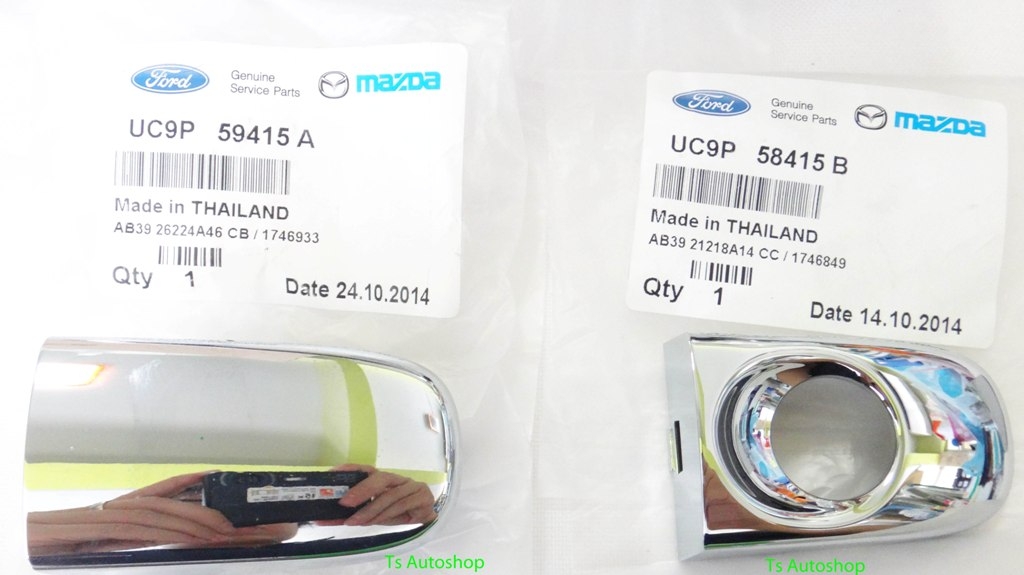 Ford
Genuine
Service Parts
mazda
UC9P 59415 A
Made in THAILAND
AB39 26224A46 CB / 1746933
Qty 1
Date 24.10.2014
Ts Autoshop
Ford
Genuine
Service Parts
mazda
UC9P 58415 B
Made in THAILAND
AB39 21218A14 CC / 1746849
Qty 1
Date 14.10.2014
Ts Autoshop